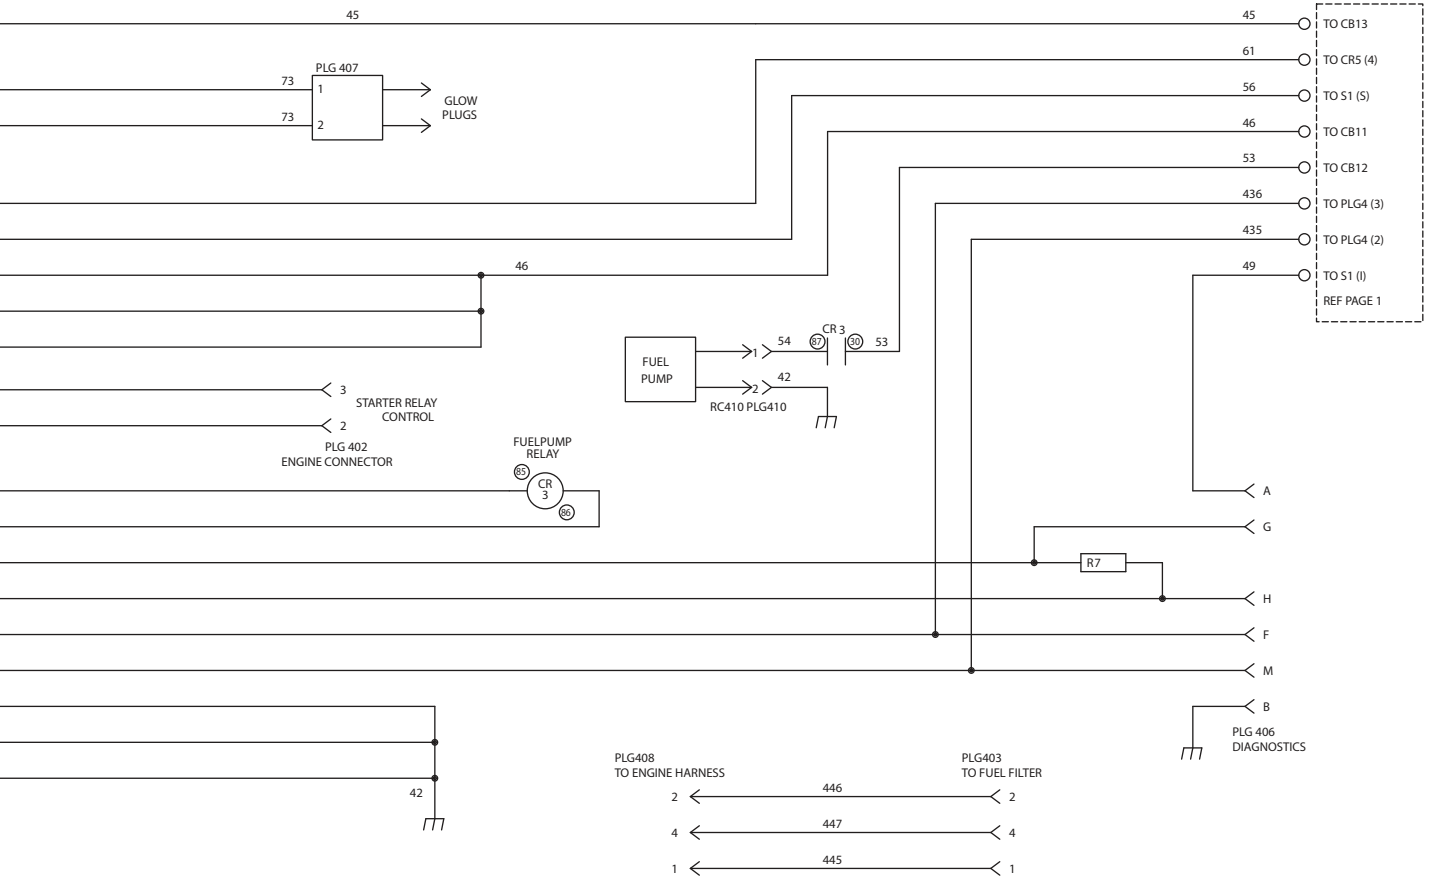 45
45
TO CB13
61
TO CR5 (4)
PLG 407
73
1
GLOW
PLUGS
73
2
56
TO S1 (S)
46
TO CB11
53
TO CB12
436
TO PLG4 (3)
435
TO PLG4 (2)
46
49
TO S1 (I)
REF PAGE 1
CR 3
FUEL
PUMP
1
54
87
30
53
2
42
RC410 PLG410
3
STARTER RELAY
CONTROL
2
PLG 402
ENGINE CONNECTOR
FUELPUMP
RELAY
85
CR
3
86
A
G
R7
H
F
M
B
PLG 406
DIAGNOSTICS
42
PLG408
TO ENGINE HARNESS
PLG403
TO FUEL FILTER
2
446
2
4
447
4
1
445
1